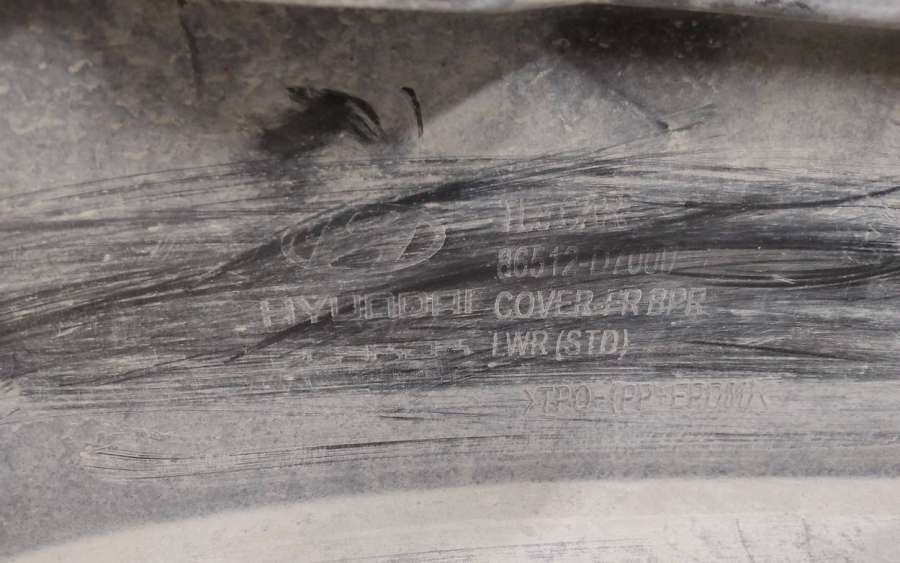 86512-D7000
HYUNDAI COVER-FR BPR
LWR(STD)
>TPO-(PP+EPDM)<